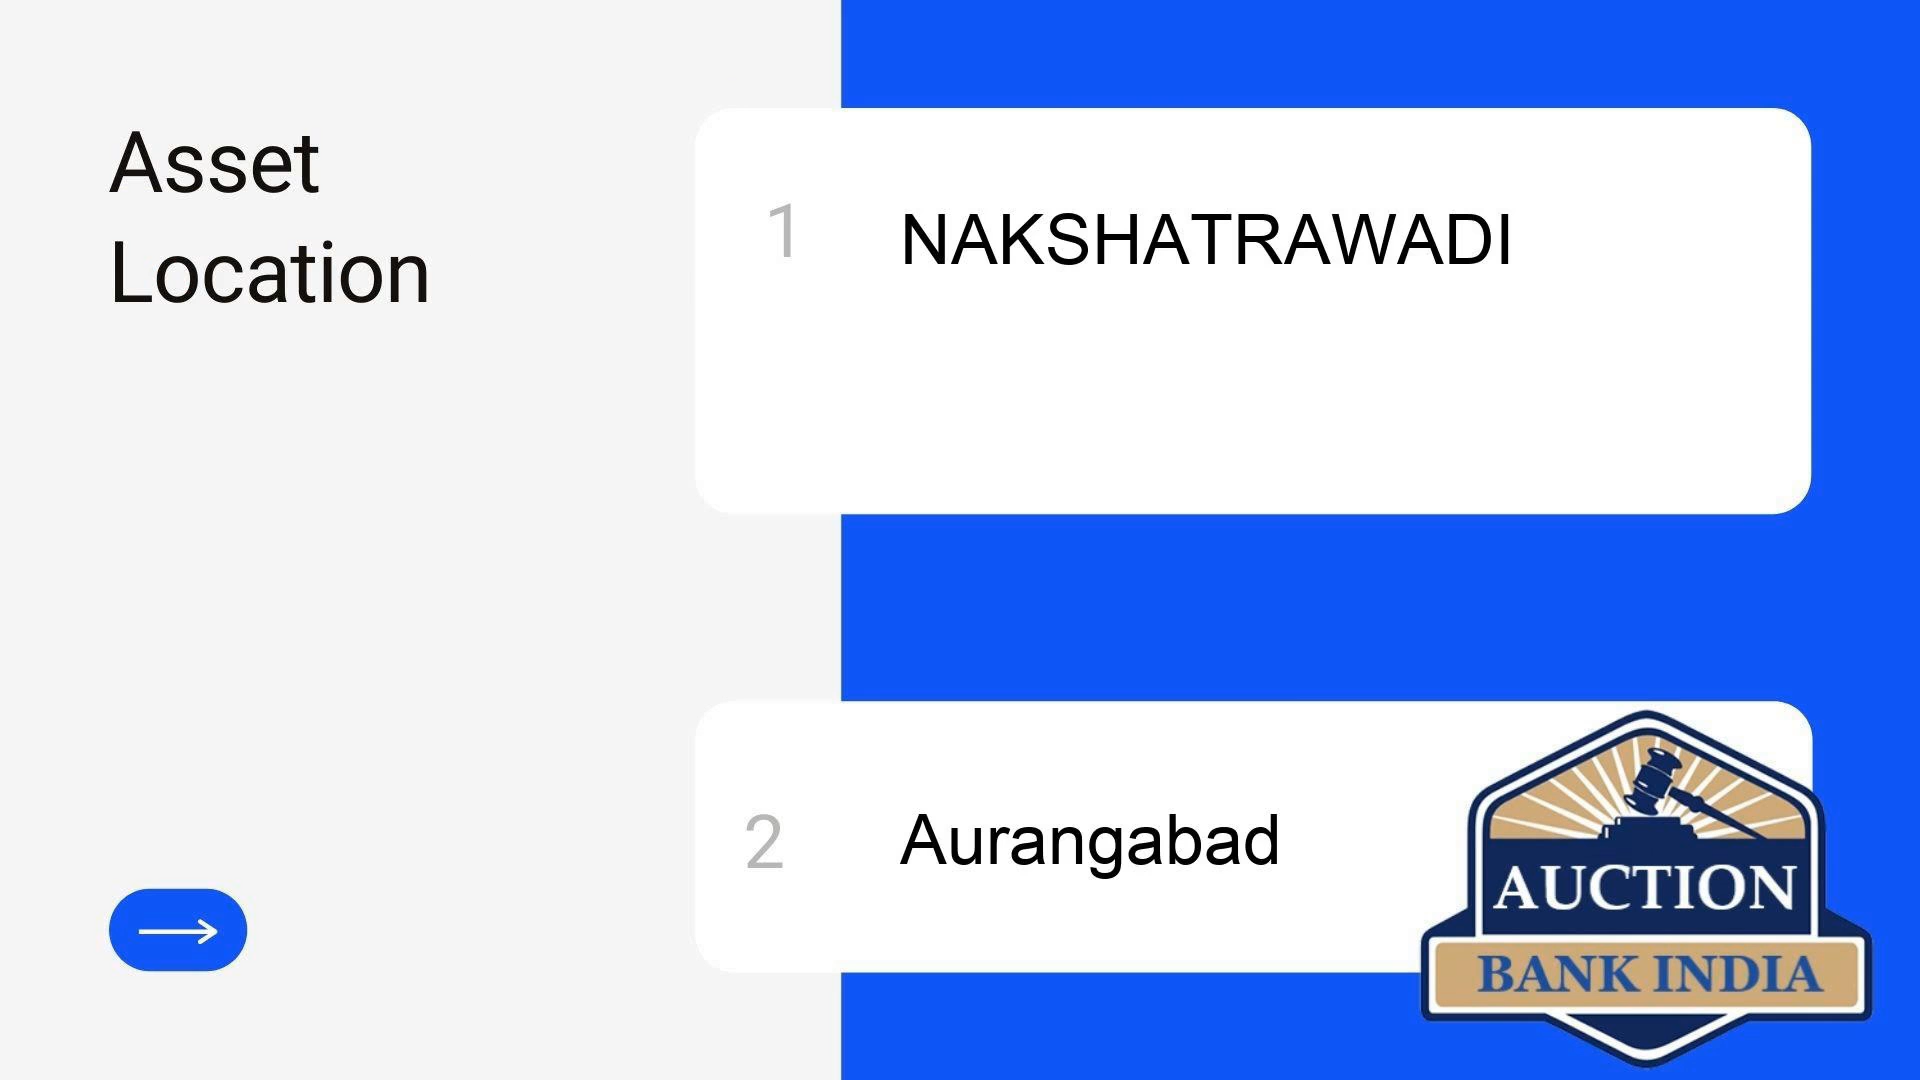 Asset
Location
1
NAKSHATRAWADI
2
Aurangabad
AUCTION
BANK INDIA